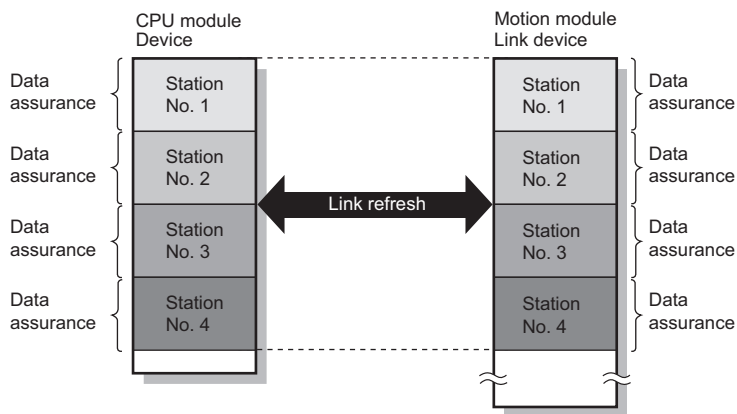 CPU module
Device
Motion module
Link device
Data
assurance
Station
No. 1
Station
No. 1
Data
assurance
Data
assurance
Station
No. 2
Station
No. 2
Data
assurance
Link refresh
Data
assurance
Station
No. 3
Station
No. 3
Data
assurance
Data
assurance
Station
No. 4
Station
No. 4
Data
assurance